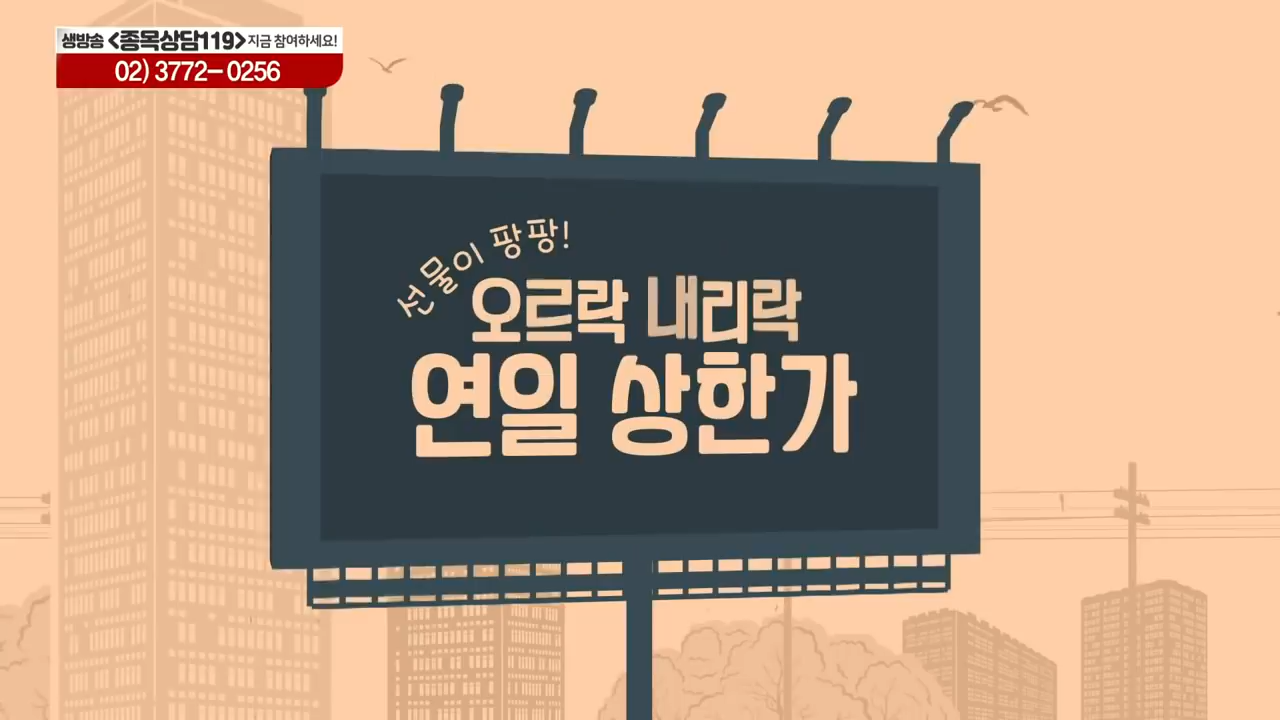 생방송 <종목상담119> 지금 참여하세요!
02) 3772-0256
선물이 팡팡!
오르락 내리락
연일 상한가